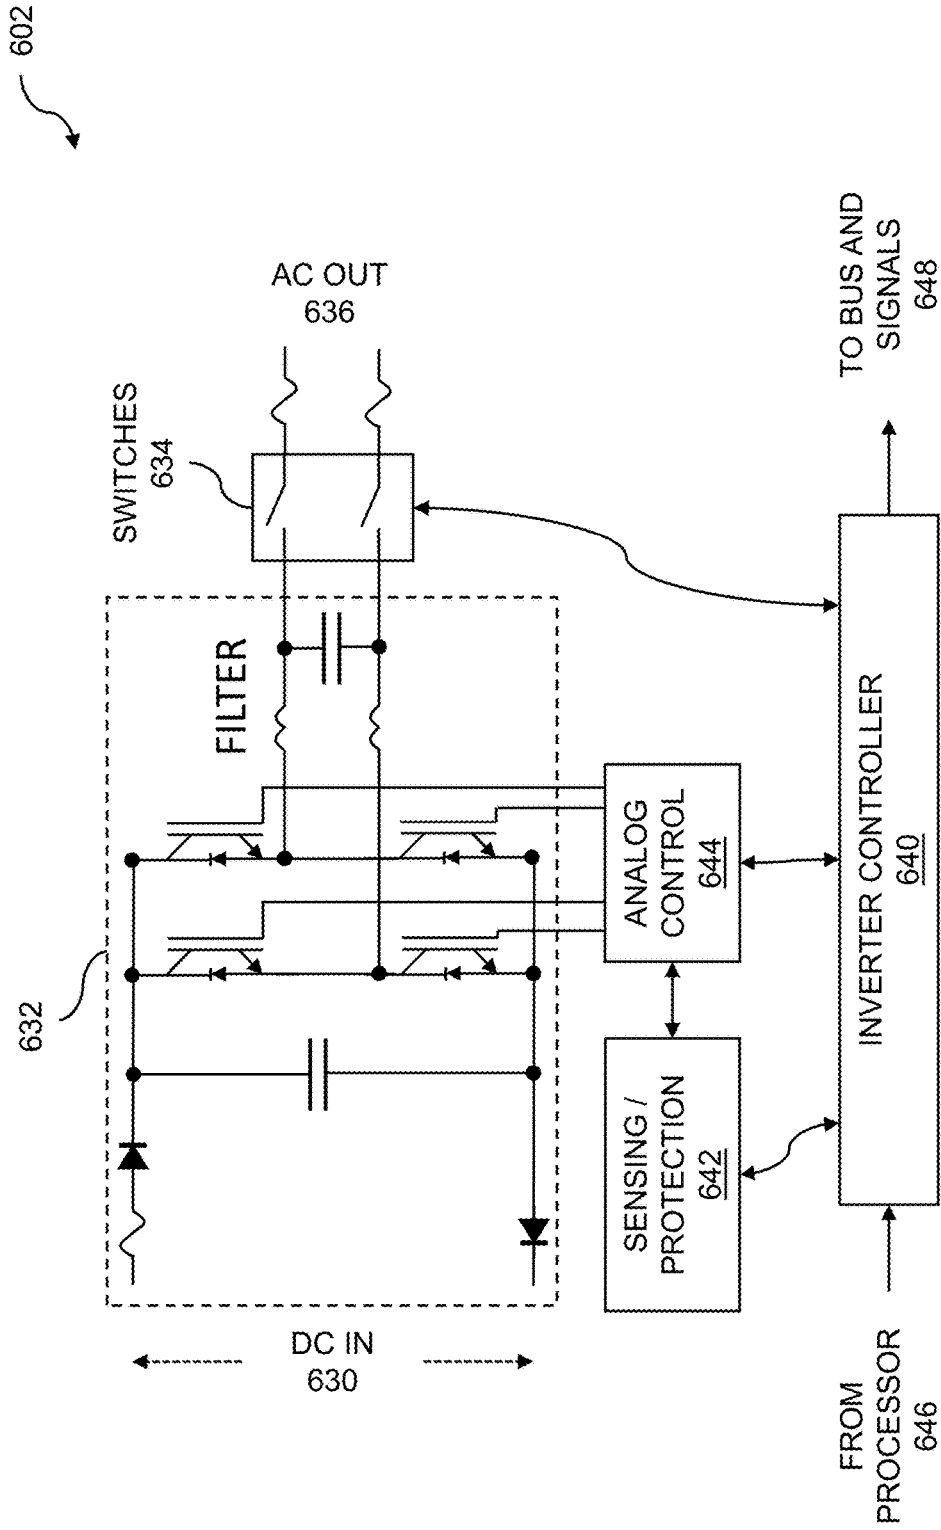 602
SWITCHES
634
AC OUT
636
632
FILTER
DC IN
630
SENSING /
PROTECTION
642
ANALOG
CONTROL
644
FROM
PROCESSOR
646
INVERTER CONTROLLER
640
TO BUS AND
SIGNALS
648